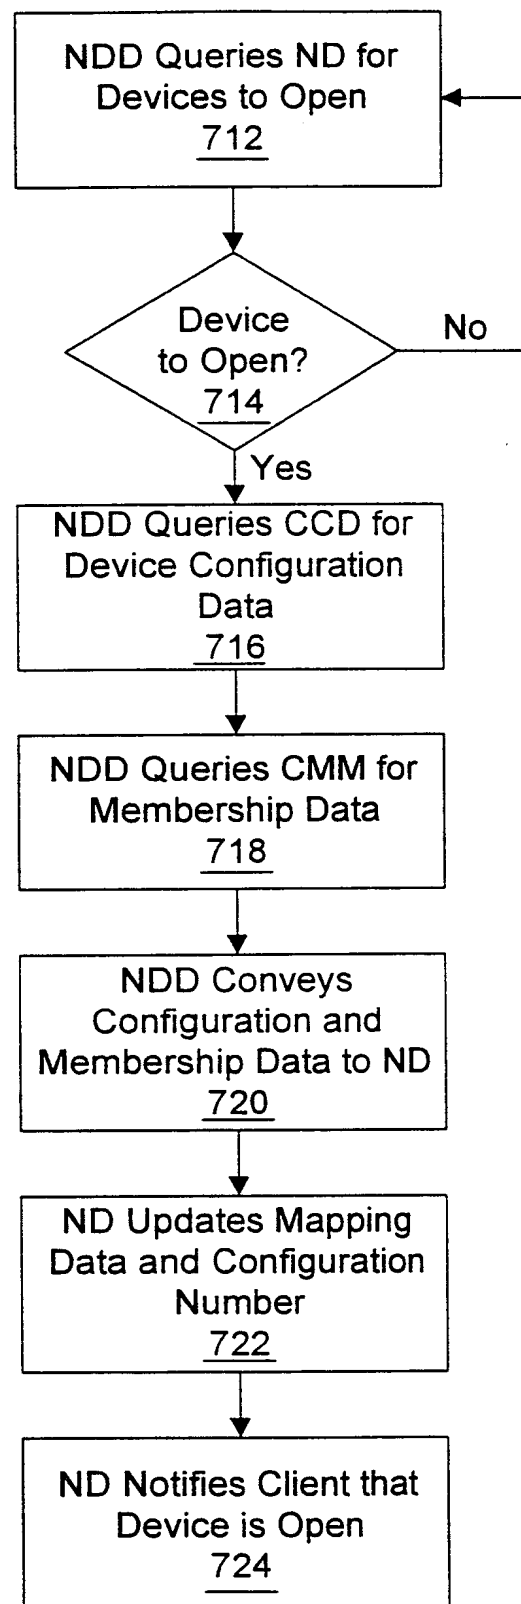 NDD Queries ND for
Devices to Open
712
Device
to Open?
714
No
Yes
NDD Queries CCD for
Device Configuration
Data
716
NDD Queries CMM for
Membership Data
718
NDD Conveys
Configuration and
Membership Data to ND
720
ND Updates Mapping
Data and Configuration
Number
722
ND Notifies Client that
Device is Open
724